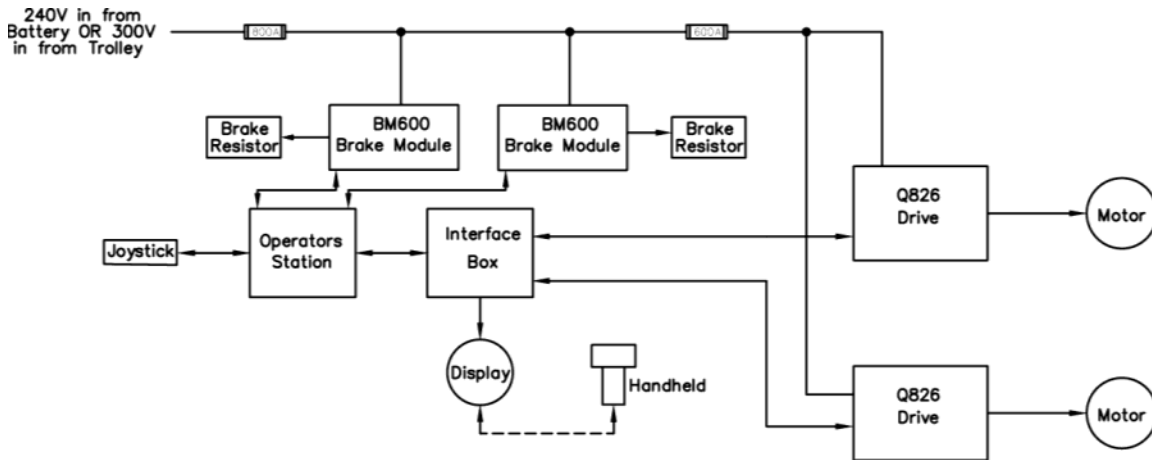 240V in from
Battery OR 300V
in from Trolley
800A
600A
BM600
Brake Module
BM600
Brake Module
Brake
Resistor
Brake
Resistor
Q826
Drive
Motor
Joystick
Operators
Station
Interface
Box
Display
Handheld
Q826
Drive
Motor